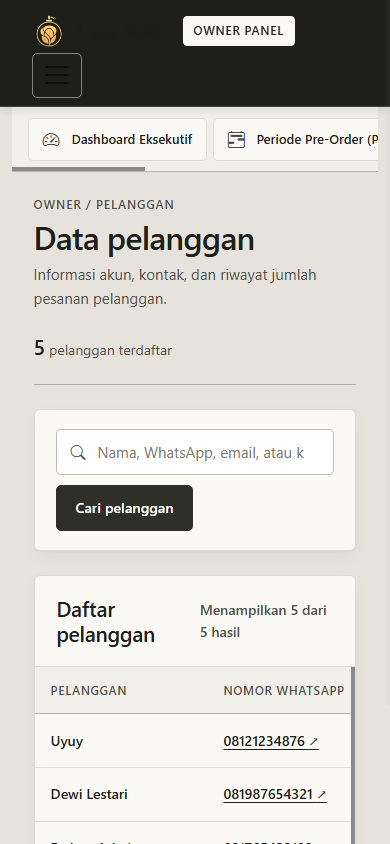 OWNER PANEL
Dashboard Eksekutif
Periode Pre-Order (P
OWNER / PELANGGAN
Data pelanggan
Informasi akun, kontak, dan riwayat jumlah
pesanan pelanggan.
5 pelanggan terdaftar
Nama, WhatsApp, email, atau k
Cari pelanggan
Daftar
pelanggan
Menampilkan 5 dari
5 hasil
PELANGGAN NOMOR WHATSAPP
Uyuy 08121234876 ↗
Dewi Lestari 081987654321 ↗